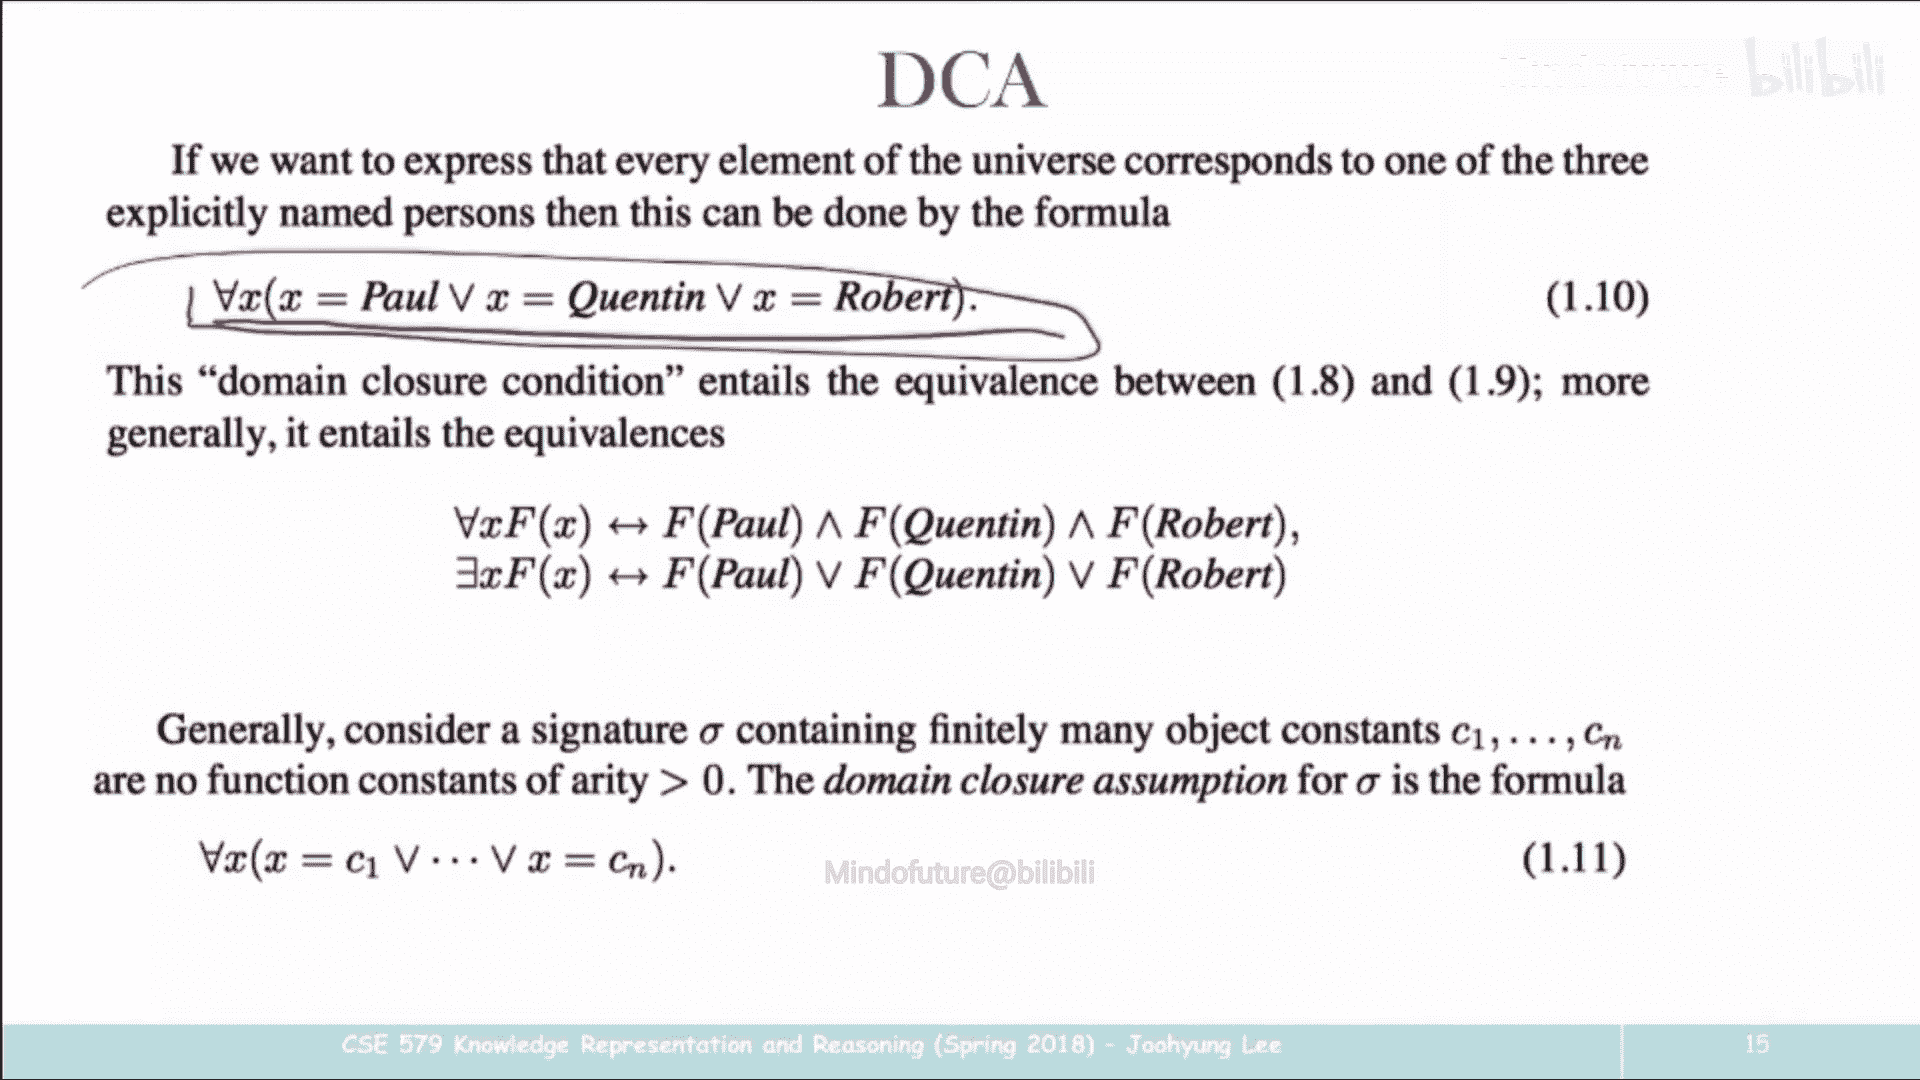 DCA
bilibili
If we want to express that every element of the universe corresponds to one of the three
explicitly named persons then this can be done by the formula
∀x(x = Paul ∨ x = Quentin ∨ x = Robert). (1.10)
This “domain closure condition” entails the equivalence between (1.8) and (1.9); more
generally, it entails the equivalences
∀xF(x) ↔ F(Paul) ∧ F(Quentin) ∧ F(Robert),
∃xF(x) ↔ F(Paul) ∨ F(Quentin) ∨ F(Robert)
Generally, consider a signature σ containing finitely many object constants c₁, . . . , cₙ
are no function constants of arity > 0. The domain closure assumption for σ is the formula
∀x(x = c₁ ∨ ··· ∨ x = cₙ). (1.11)
Mindofuture@bilibili
CSE 579 Knowledge Representation and Reasoning (Spring 2018) - Joohyung Lee 15